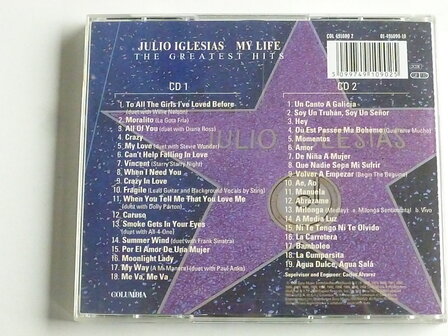 COL 491090 2
01-491090-10
JULIO IGLESIAS MY LIFE
THE GREATEST HITS
5099749109025
CD 1
1. To All The Girls I've Loved Before
(duet with Willie Nelson)
2. Moralito (La Gota Fria)
3. All Of You (duet with Diana Ross)
4. Crazy
5. My Love (duet with Stevie Wonder)
6. Can't Help Falling In Love
7. Vincent (Starry Starry Night)
8. When I Need You
9. Crazy In Love
10. Fragile (Lead Guitar and Background Vocals by Sting)
11. When You Tell Me That You Love Me
(duet with Dolly Parton)
12. Caruso
13. Smoke Gets In Your Eyes
(duet with All-4-One)
14. Summer Wind (duet with Frank Sinatra)
15. Por El Amor De Una Mujer
16. Moonlight Lady
17. My Way (A Mi Manera) (duet with Paul Anka)
18. Me Va, Me Va
CD 2
1. Un Canto A Galicia
2. Soy Un Truhán, Soy Un Señor
3. Hey
4. Où Est Passée Ma Bohème (Quiéreme Mucho)
5. Momentos
6. Amor
7. De Niña A Mujer
8. Que Nadie Sepa Mi Sufrir
9. Volver A Empezar (Begin The Beguine)
10. Ae, Ao
11. Manuela
12. Abrazame
13. Milonga (Medley) a. Milonga Sentimental b. Vivo
14. A Media Luz
15. Ni Te Tengo Ni Te Olvido
16. La Carretera
17. Bamboleo
18. La Cumparsita
19. Agua Dulce, Agua Salá
Supervisor and Engineer: Carlos Alvarez
JULIO IGLESIAS
COLUMBIA